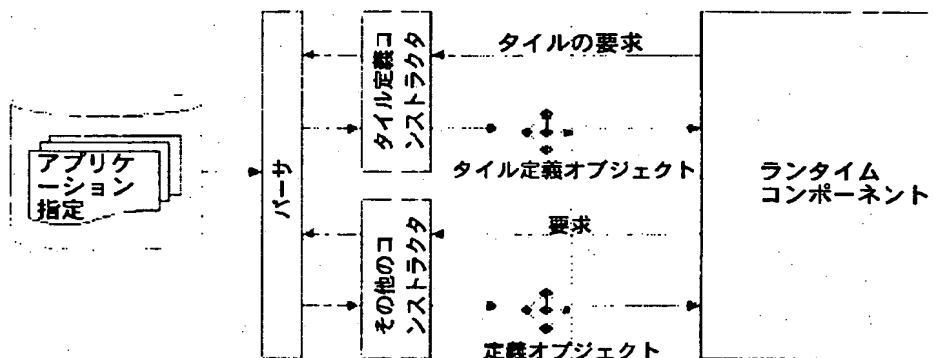 アプリケ
ーション
指定
パーサ
タイル定義コ
ンストラクタ
タイルの要求
タイル定義オブジェクト
その他のコ
ンストラクタ
要求
定義オブジェクト
ランタイム
コンポーネント